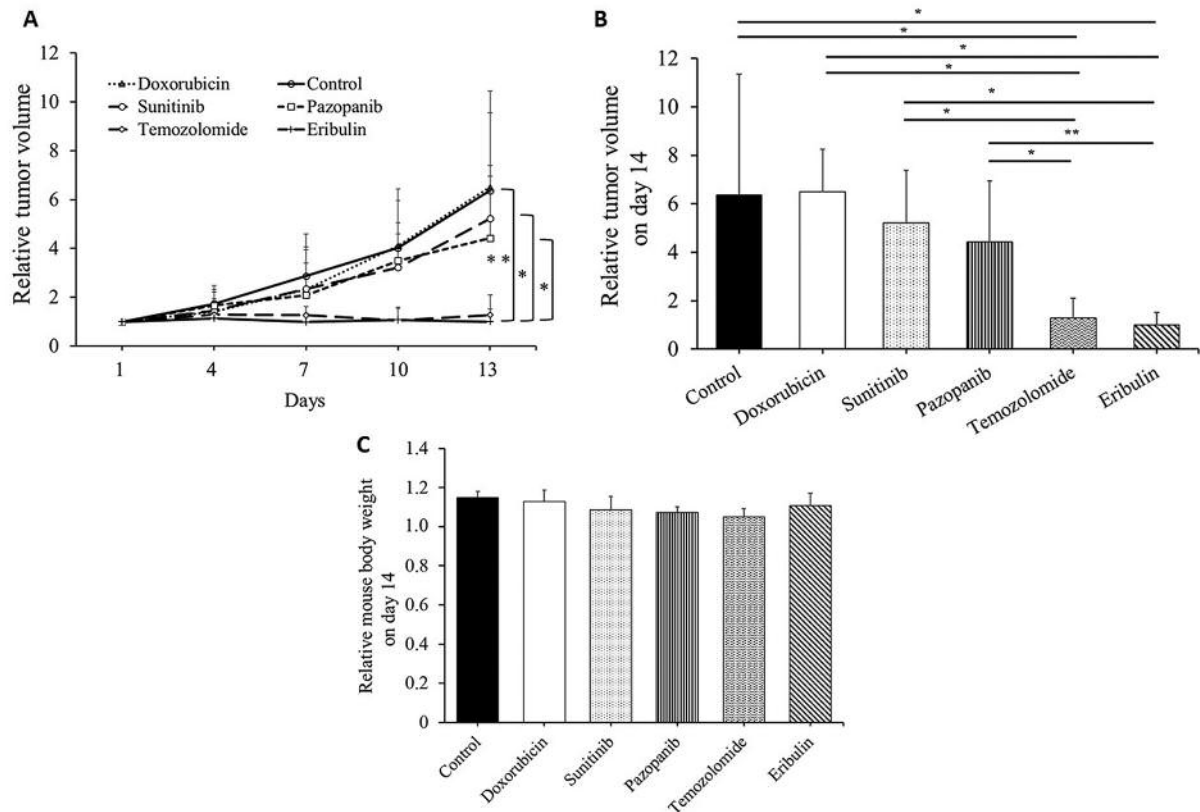 A
Relative tumor volume
12
10
8
6
4
2
0
Doxorubicin
Control
Sunitinib
Pazopanib
Temozolomide
Eribulin
**
*
*
1
4
7
10
13
Days
B
Relative tumor volume
on day 14
12
10
8
6
4
2
0
*
*
*
*
*
*
**
*
Control
Doxorubicin
Sunitinib
Pazopanib
Temozolomide
Eribulin
C
Relative mouse body weight
on day 14
1.4
1.2
1.0
0.8
0.6
0.4
0.2
0
Control
Doxorubicin
Sunitinib
Pazopanib
Temozolomide
Eribulin